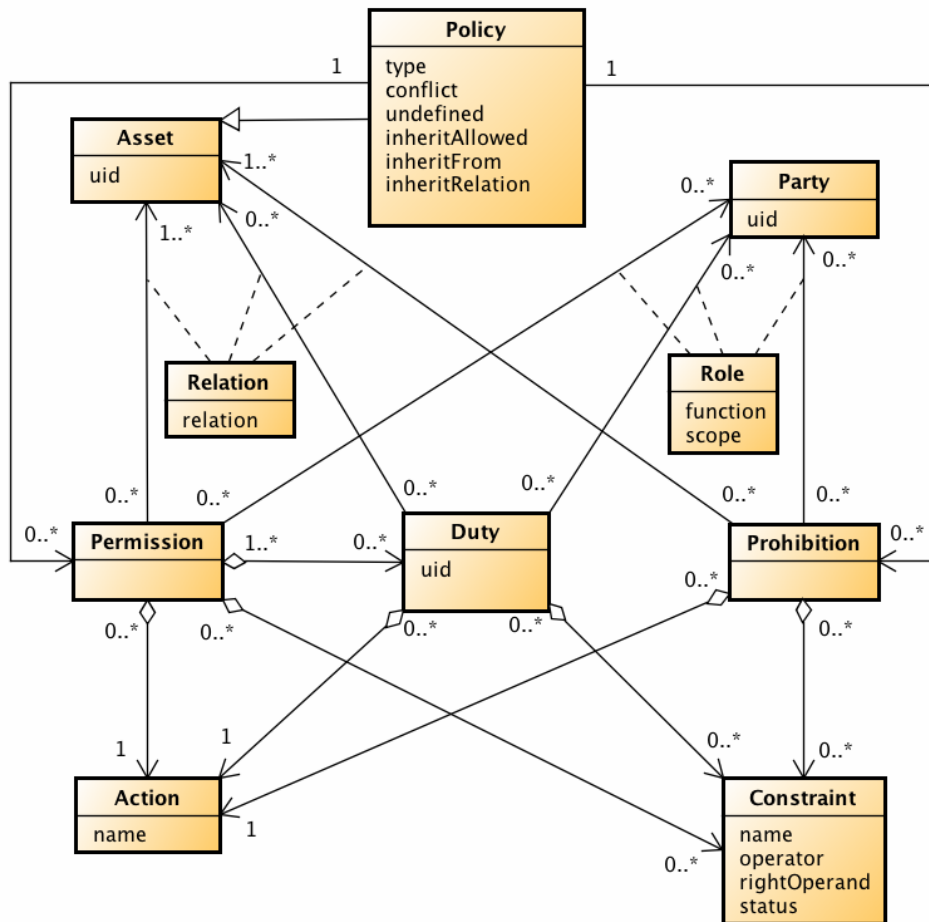 Policy
type
conflict
undefined
inheritAllowed
inheritFrom
inheritRelation
1
1
Asset
uid
1..*
0..*
1..*
Party
uid
0..*
0..*
0..*
Relation
relation
Role
function
scope
0..*
0..*
0..*
0..*
0..*
0..*
0..*
Permission
1..*
0..*
Duty
uid
Prohibition
0..*
0..*
0..*
0..*
0..*
0..*
0..*
1
1
1
0..*
0..*
0..*
Action
name
Constraint
name
operator
rightOperand
status